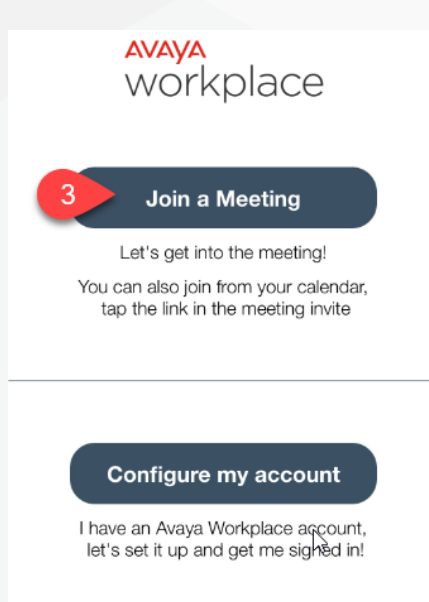 AVAYA
workplace
3
Join a Meeting
Let's get into the meeting!
You can also join from your calendar,
tap the link in the meeting invite
Configure my account
I have an Avaya Workplace account,
let's set it up and get me signed in!